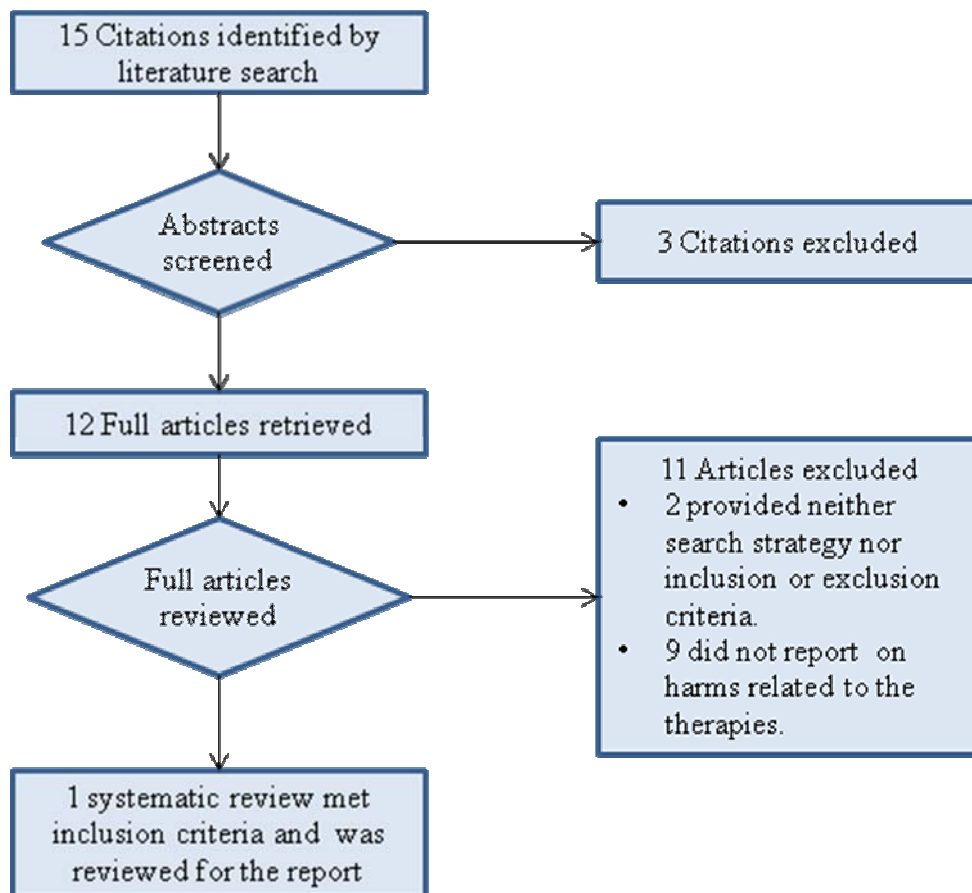 15 Citations identified by
literature search
Abstracts
screened
3 Citations excluded
12 Full articles retrieved
Full articles
reviewed
11 Articles excluded
• 2 provided neither
search strategy nor
inclusion or exclusion
criteria.
• 9 did not report on
harms related to the
therapies.
1 systematic review met
inclusion criteria and was
reviewed for the report